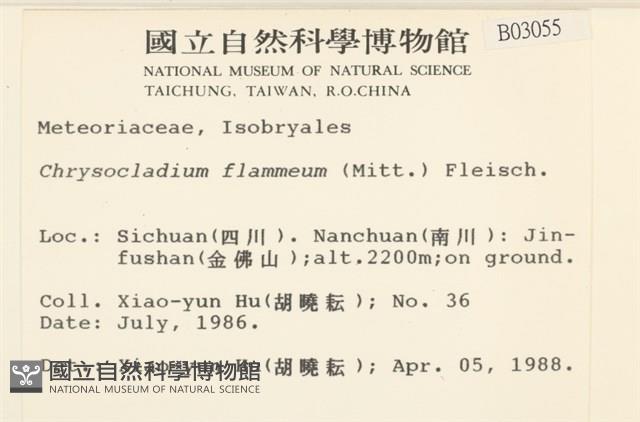 國立自然科學博物館
B03055
NATIONAL MUSEUM OF NATURAL SCIENCE
TAICHUNG, TAIWAN, R.O.CHINA
Meteoriaceae, Isobryales
Chrysocladium flammeum (Mitt.) Fleisch.
Loc.: Sichuan(四川). Nanchuan(南川): Jin-
fushan(金佛山);alt.2200m;on ground.
Coll. Xiao-yun Hu(胡曉耘); No. 36
Date: July, 1986.
(胡曉耘); Apr. 05, 1988.
國立自然科學博物館
NATIONAL MUSEUM OF NATURAL SCIENCE